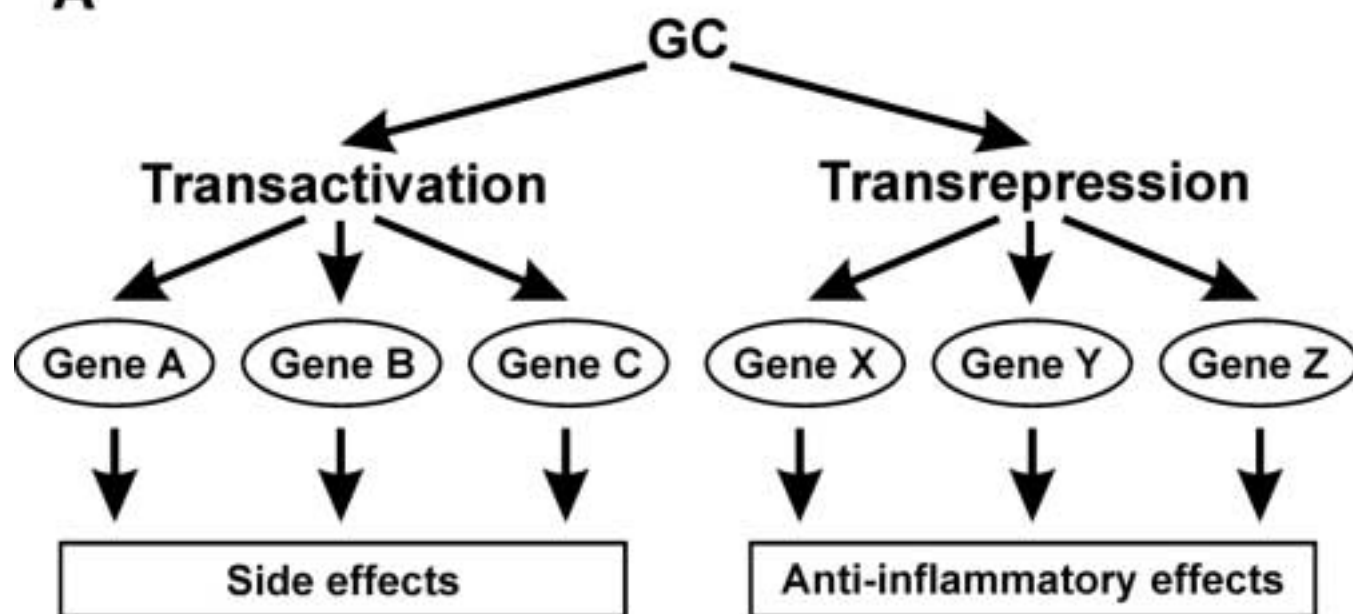 A
GC
Transactivation Transrepression
Gene A Gene B Gene C Gene X Gene Y Gene Z
Side effects Anti-inflammatory effects